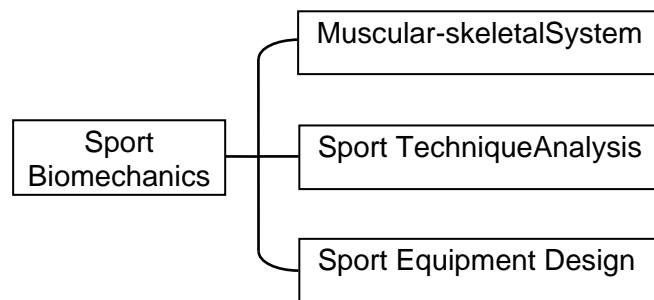 Muscular-skeletalSystem
Sport
Biomechanics
Sport TechniqueAnalysis
Sport Equipment Design